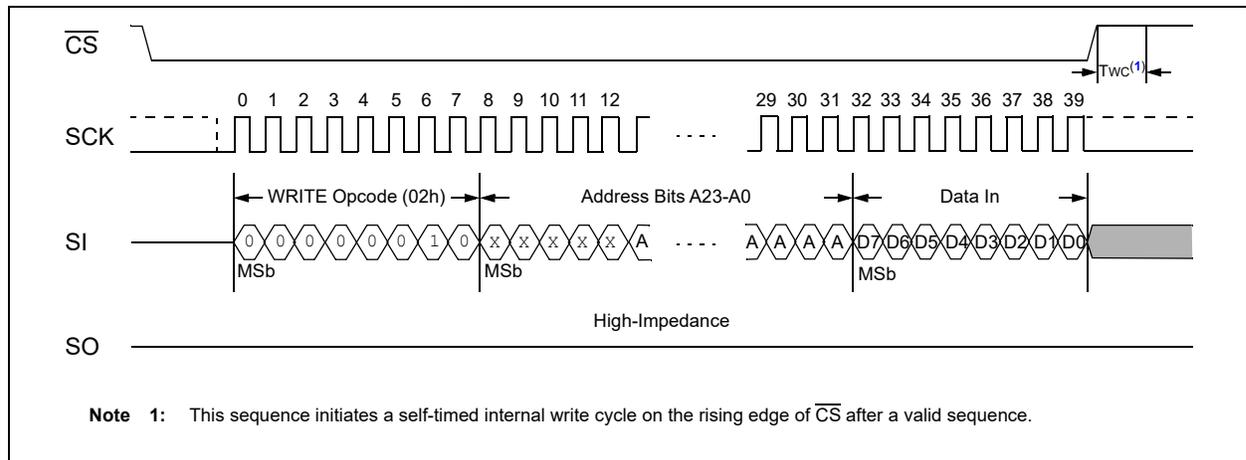 CS
TWC(1)
0 1 2 3 4 5 6 7 8 9 10 11 12 29 30 31 32 33 34 35 36 37 38 39
SCK
WRITE Opcode (02h) Address Bits A23-A0 Data In
SI 0 0 0 0 0 0 1 0 X X X X X A A A A A D7 D6 D5 D4 D3 D2 D1 D0
MSb MSb MSb
High-Impedance
SO
Note 1: This sequence initiates a self-timed internal write cycle on the rising edge of CS after a valid sequence.